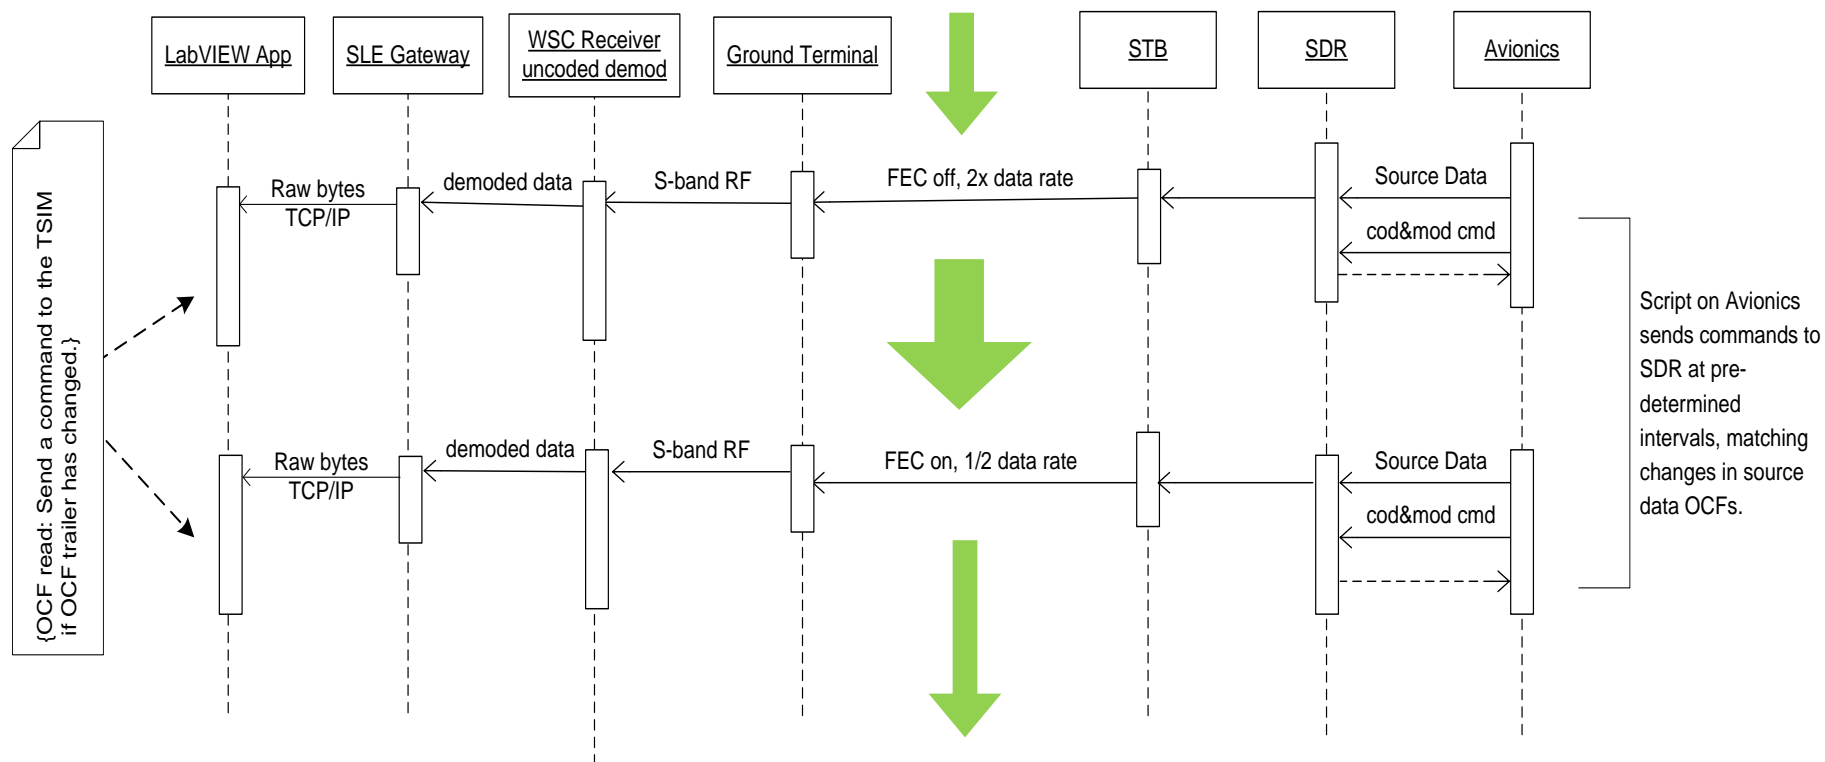 LabVIEW App
SLE Gateway
WSC Receiver
uncoded demod
Ground Terminal
STB
SDR
Avionics
{OCF read: Send a command to the TSIM
if OCF trailer has changed.}
Raw bytes
TCP/IP
demoded data
S-band RF
FEC off, 2x data rate
Source Data
cod&mod cmd
Script on Avionics
sends commands to
SDR at pre-
determined
intervals, matching
changes in source
data OCFs.
Raw bytes
TCP/IP
demoded data
S-band RF
FEC on, 1/2 data rate
Source Data
cod&mod cmd